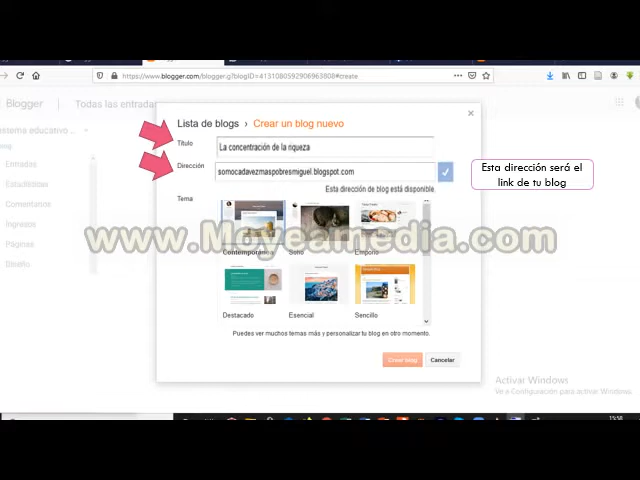 https://www.blogger.com/blogger.g?blogID=4131080592908963808#create
Blogger
Todas las entradas
Lista de blogs › Crear un blog nuevo
Título
La concentración de la riqueza
Dirección
somocadavezmaspobresmiguel.blogspot.com
Esta dirección será el
link de tu blog
Esta dirección de blog está disponible.
Tema
stema educativo
Entradas
Estadísticas
Comentarios
Ingresos
Páginas
Diseño
www.Moyeamedia.com
Contemporáneo
Soho
Emporio
Destacado
Esencial
Sencillo
Puedes ver muchos temas más y personalizar tu blog en otro momento.
Crear blog
Cancelar
Activar Windows
Ve a Configuración para activar Windows.
15:58